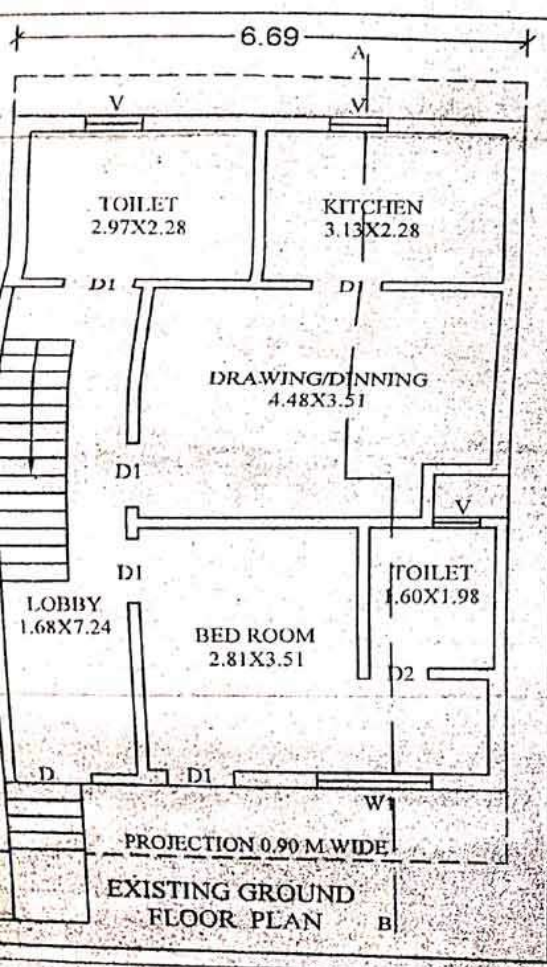 6.69
A
V
V
TOILET
2.97X2.28
KITCHEN
3.13X2.28
D1
D
DRAWING/DINNING
4.48X3.51
D1
V
D1
TOILET
1.60X1.98
LOBBY
1.68X7.24
BED ROOM
2.81X3.51
D2
D
D1
W1
PROJECTION 0.90 M.WIDE
EXISTING GROUND
FLOOR PLAN
B